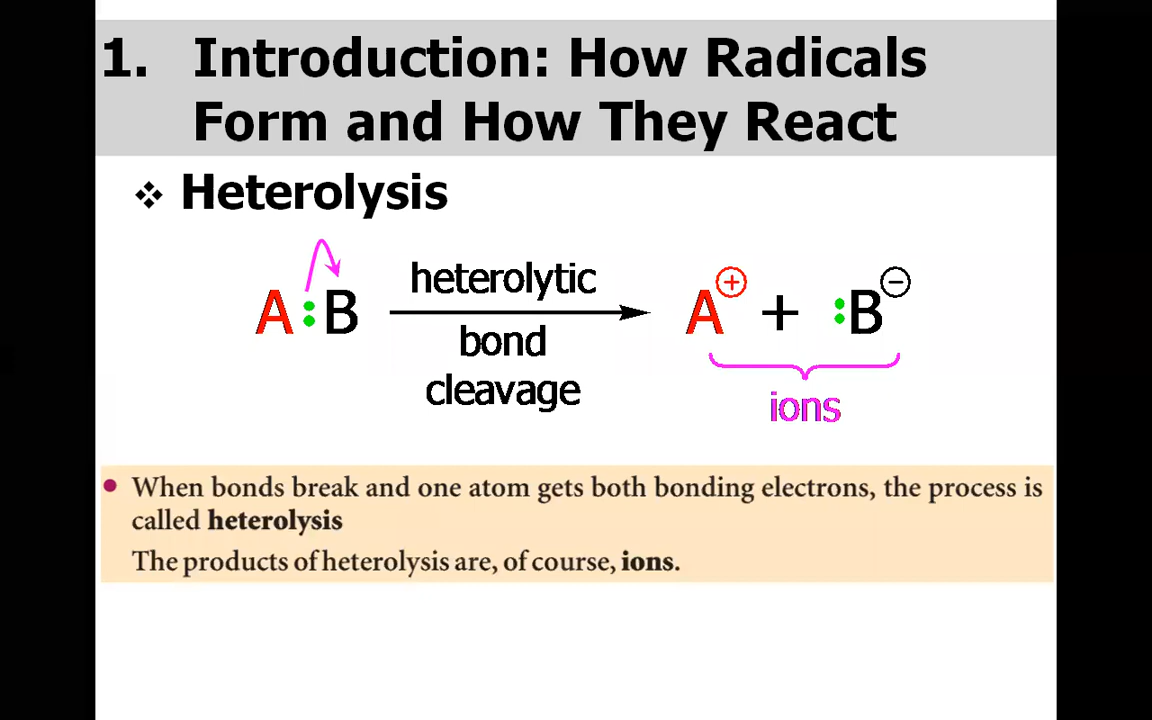 1. Introduction: How Radicals
Form and How They React
❖ Heterolysis
A:B
heterolytic
bond
cleavage
A⊕ + :B⊖
ions
• When bonds break and one atom gets both bonding electrons, the process is
called heterolysis
The products of heterolysis are, of course, ions.